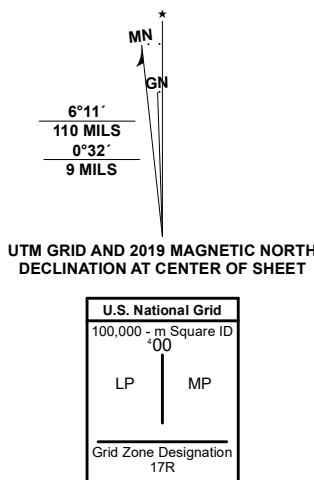 ★
MN
GN
6°11´
110 MILS
0°32´
9 MILS
UTM GRID AND 2019 MAGNETIC NORTH
DECLINATION AT CENTER OF SHEET
U.S. National Grid
100,000 - m Square ID
⁴00
LP MP
Grid Zone Designation
17R